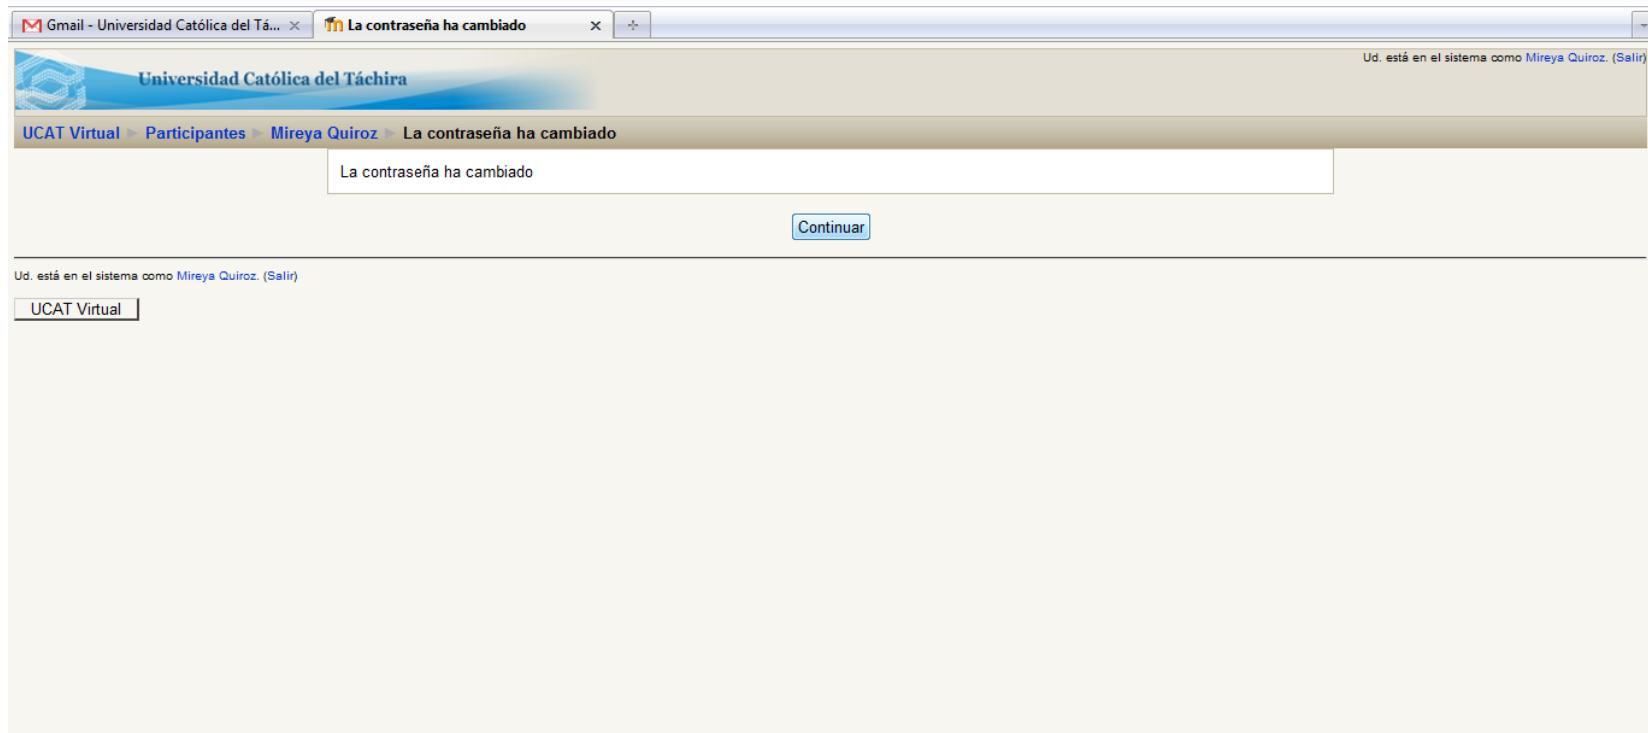 Gmail - Universidad Católica del Tá...
La contraseña ha cambiado
Universidad Católica del Táchira
Ud. está en el sistema como Mireya Quiroz. (Salir)
UCAT Virtual ► Participantes ► Mireya Quiroz ► La contraseña ha cambiado
La contraseña ha cambiado
Continuar
Ud. está en el sistema como Mireya Quiroz. (Salir)
UCAT Virtual